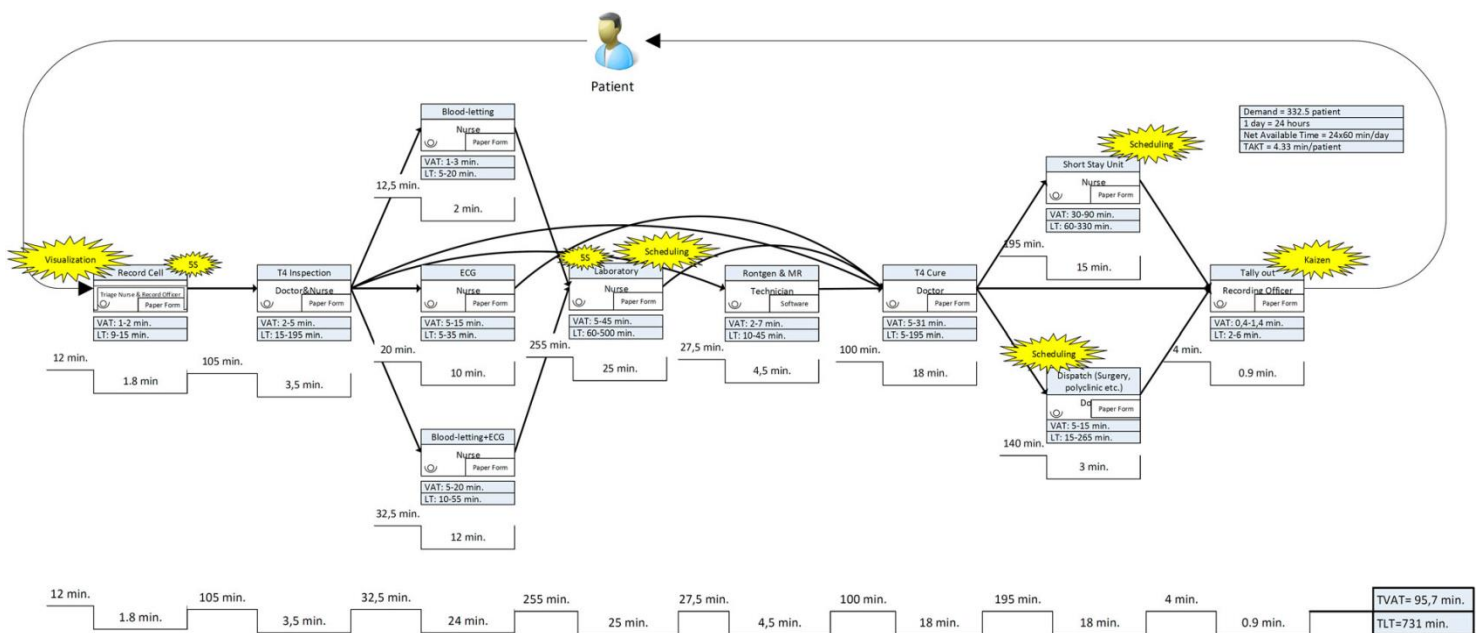 Patient
Demand = 332.5 patient
1 day = 24 hours
Net Available Time = 24x60 min/day
TAKT = 4.33 min/patient
Visualization
5S
Record Cell
Triage Nurse & Record Officer
Paper Form
VAT: 1-2 min.
LT: 9-15 min.
12 min.
1.8 min
T4 Inspection
Doctor&Nurse
Paper Form
VAT: 2-5 min.
LT: 15-195 min.
105 min.
3,5 min.
Blood-letting
Nurse
Paper Form
VAT: 1-3 min.
LT: 5-20 min.
12,5 min.
2 min.
ECG
Nurse
Paper Form
VAT: 5-15 min.
LT: 5-35 min.
20 min.
10 min.
Blood-letting+ECG
Nurse
Paper Form
VAT: 5-20 min.
LT: 10-55 min.
32,5 min.
12 min.
5S
Scheduling
Laboratory
Nurse
Paper Form
VAT: 5-45 min.
LT: 60-500 min.
255 min.
25 min.
Rontgen & MR
Technician
Software
VAT: 2-7 min.
LT: 10-45 min.
27,5 min.
4,5 min.
T4 Cure
Doctor
Paper Form
VAT: 5-31 min.
LT: 5-195 min.
100 min.
18 min.
Scheduling
Short Stay Unit
Nurse
Paper Form
VAT: 30-90 min.
LT: 60-330 min.
195 min.
15 min.
Scheduling
Dispatch (Surgery,
polyclinic etc.)
Paper Form
VAT: 5-15 min.
LT: 15-265 min.
140 min.
3 min.
Kaizen
Tally out
Recording Officer
Paper Form
VAT: 0,4-1,4 min.
LT: 2-6 min.
4 min.
0.9 min.
12 min.
1.8 min.
105 min.
3,5 min.
32,5 min.
24 min.
255 min.
25 min.
27,5 min.
4,5 min.
100 min.
18 min.
195 min.
18 min.
4 min.
0.9 min.
TVAT= 95,7 min.
TLT=731 min.